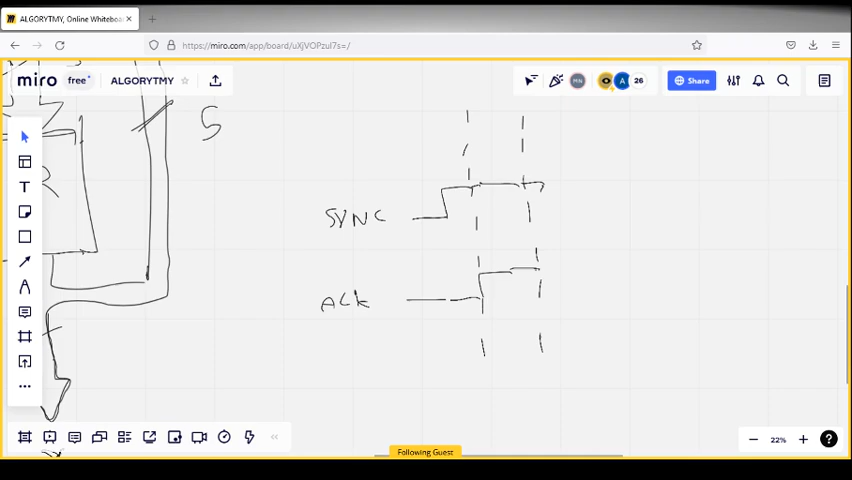 ALGORYTMY, Online Whiteboa
https://miro.com/app/board/uXjVOPzul7s=/
miro free ALGORYTMY MN A 26 Share
5
R
SYNC
ACK
T
Following Guest
22%